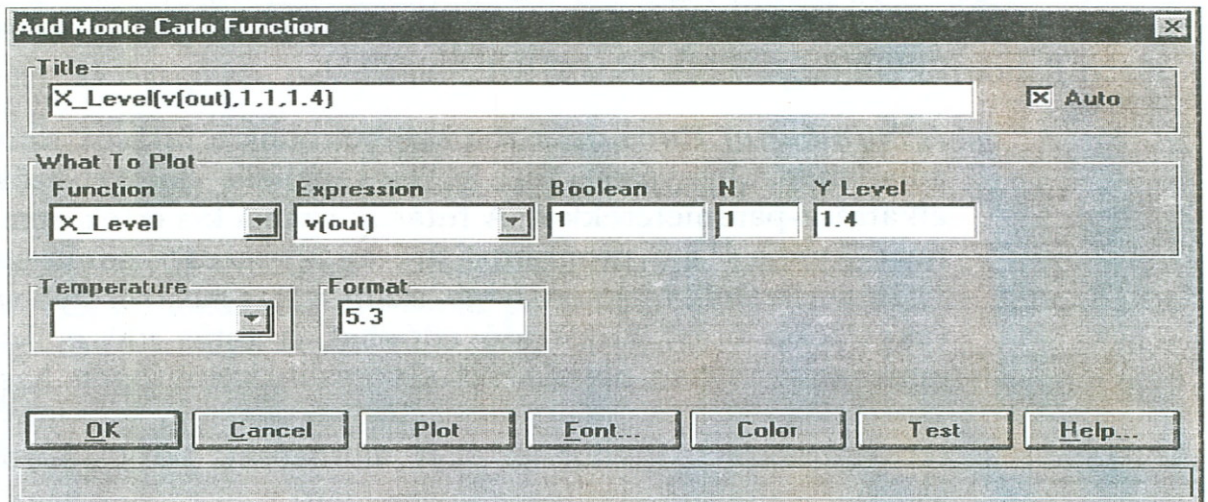 Add Monte Carlo Function
Title
X_Level(v(out),1,1,1.4)
Auto
What To Plot
Function Expression Boolean N Y Level
X_Level v(out) 1 1 1.4
Temperature Format
5.3
OK Cancel Plot Font... Color Test Help...